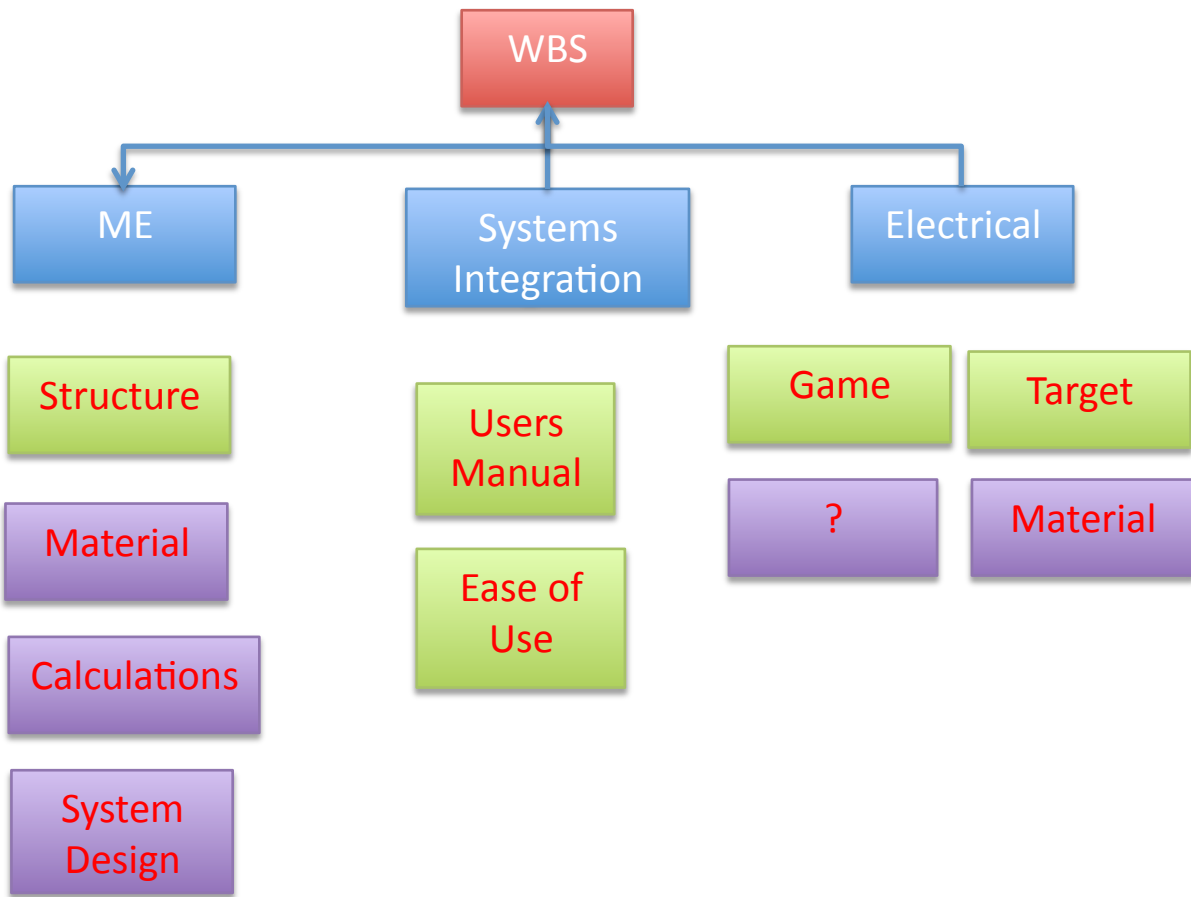 WBS
ME
Systems
Integration
Electrical
Structure
Material
Calculations
System
Design
Users
Manual
Ease of
Use
Game
Target
?
Material